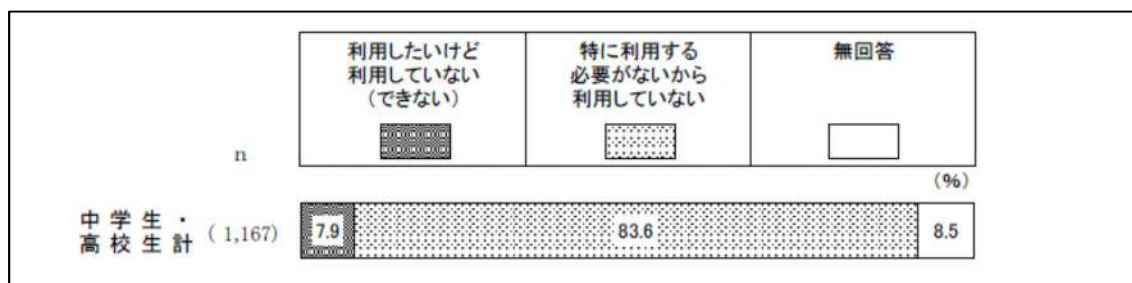 利用したいけど
利用していない
（できない）
特に利用する
必要がないから
利用していない
無回答
n
(％)
中学生・
高校生計
( 1,167)
7.9
83.6
8.5